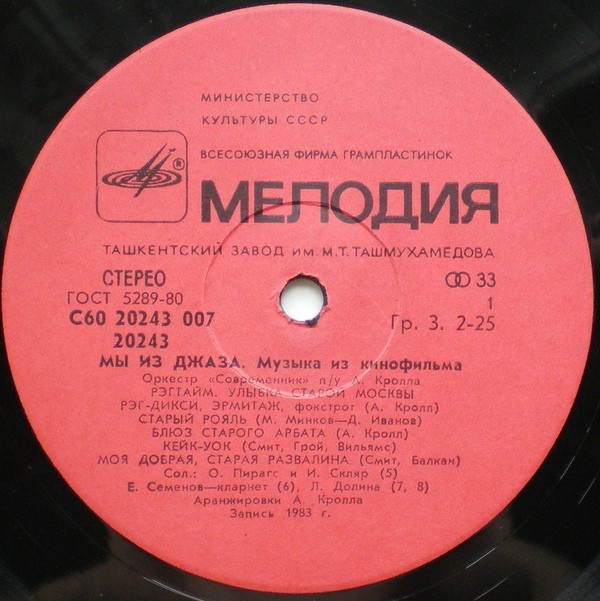 МИНИСТЕРСТВО
КУЛЬТУРЫ СССР
ВСЕСОЮЗНАЯ ФИРМА ГРАМПЛАСТИНОК
®
МЕЛОДИЯ
ТАШКЕНТСКИЙ ЗАВОД ИМ. М.Т. ТАШМУХАМЕДОВА
СТЕРЕО 33
ГОСТ 5289-80 1
С60 20243 007 Гр. 3. 2-25
20243
МЫ ИЗ ДЖАЗА. Музыка из кинофильма
Оркестр «Современник» п/у А. Кролла
РЭГТАЙМ. УЛЫБКА СТАРОЙ МОСКВЫ
РЭГ-ДИКСИ, ЭРМИТАЖ, фокстрот (А. Кролл)
СТАРЫЙ РОЯЛЬ (М. Минков—Д. Иванов)
БЛЮЗ СТАРОГО АРБАТА (А. Кролл)
КЕЙК-УОК (Смит, Грой, Вильямс)
МОЯ ДОБРАЯ, СТАРАЯ РАЗВАЛИНА (Смит, Балкан)
Сол.: О. Пирагс и И. Скляр (5)
Е. Семенов—кларнет (6), Л. Долина (7, 8)
Аранжировки А. Кролла
Запись 1983 г.